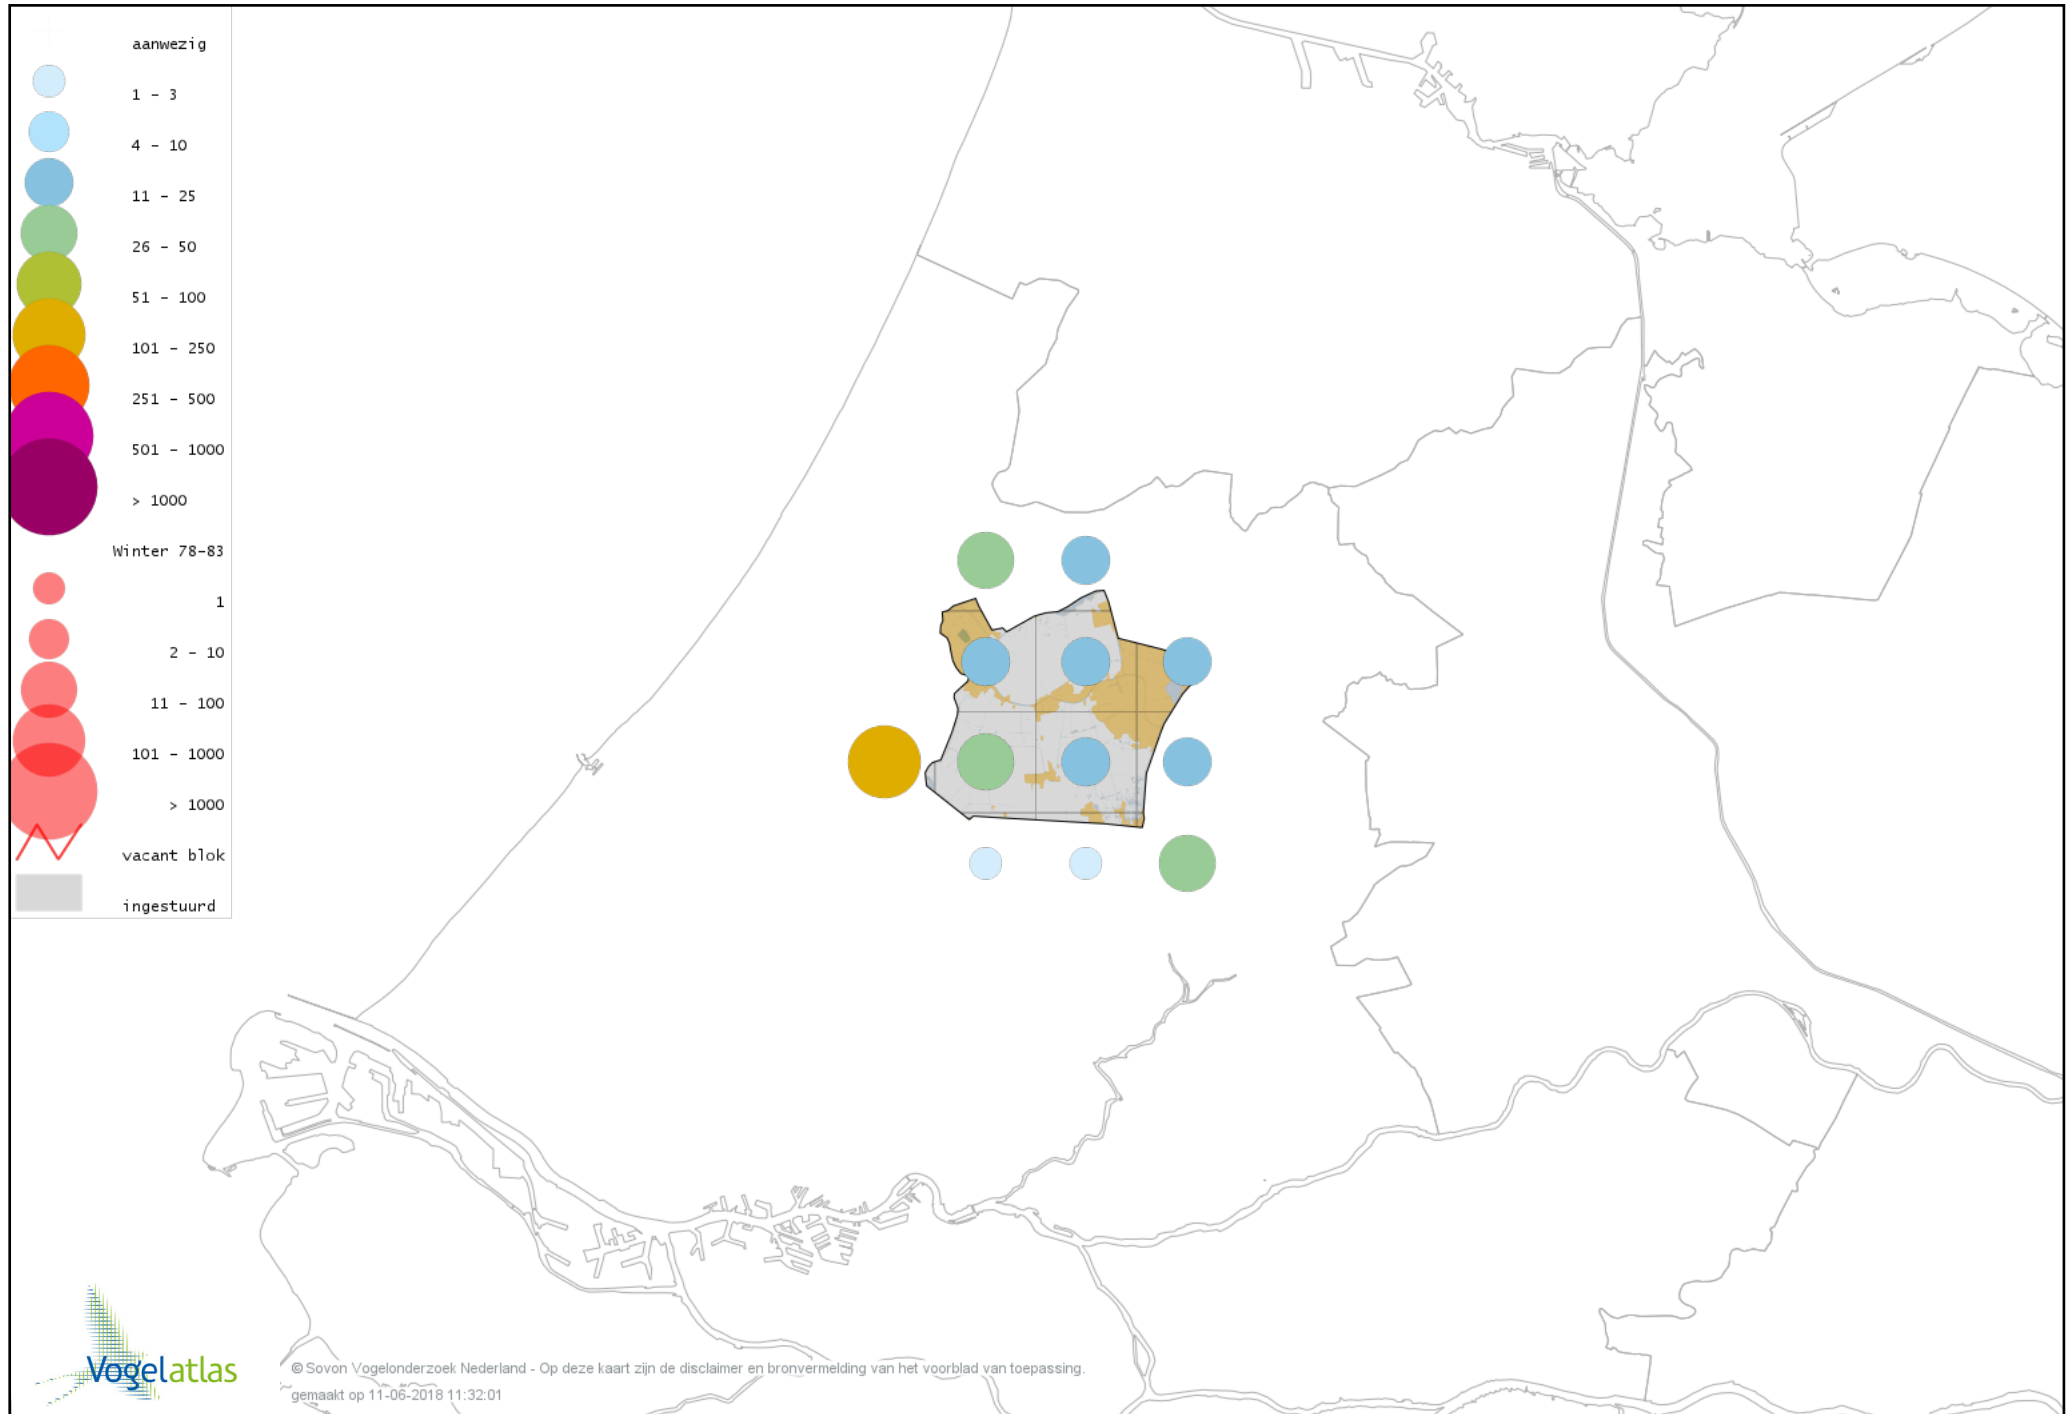 aanwezig
1 - 3
4 - 10
11 - 25
26 - 50
51 - 100
101 - 250
251 - 500
501 - 1000
> 1000
Winter 78-83
1
2 - 10
11 - 100
101 - 1000
> 1000
vacant blok
ingestuurd
Vogelatlas
© Sovon Vogelonderzoek Nederland - Op deze kaart zijn de disclaimer en bronvermelding van het voorblad van toepassing.
gemaakt op 11-06-2018 11:32:01